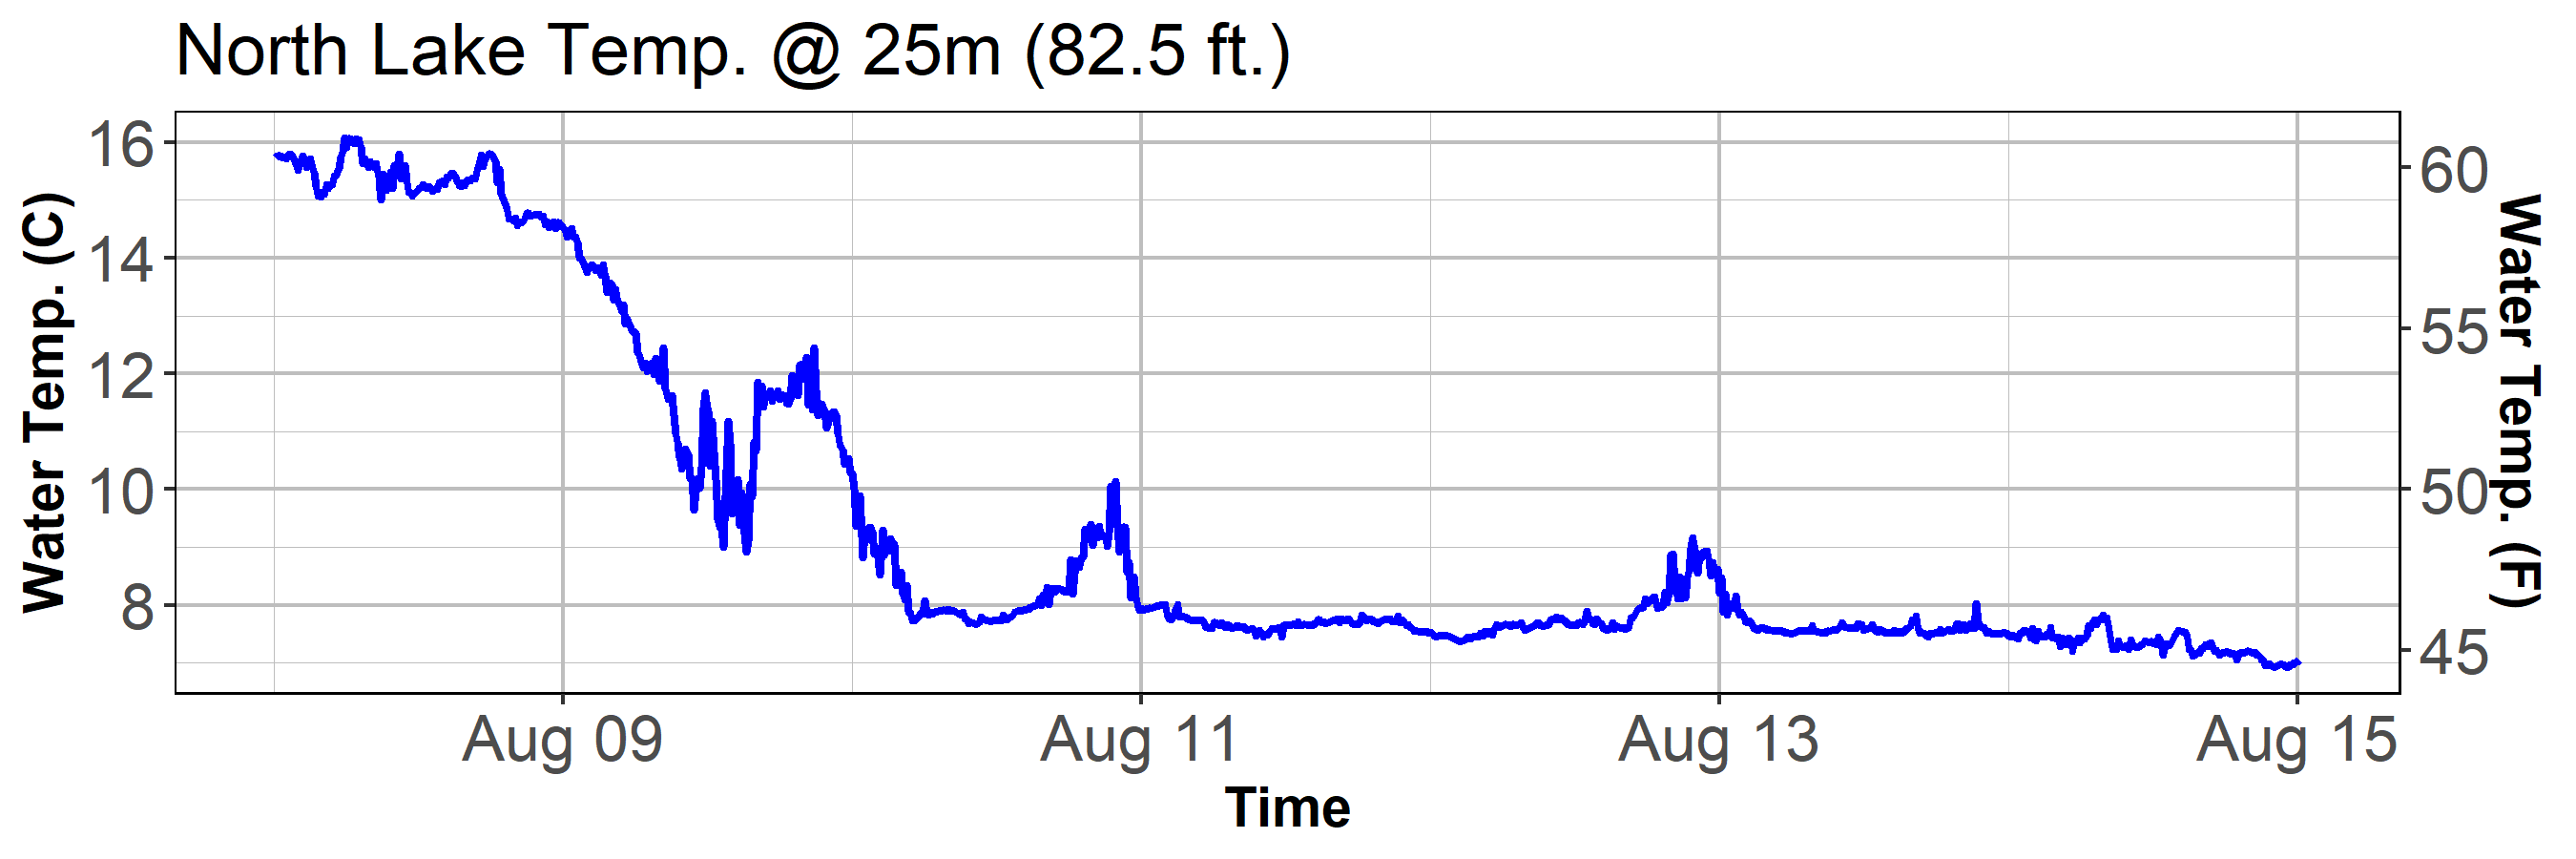 North Lake Temp. @ 25m (82.5 ft.)
Water Temp. (C)
16
14
12
10
8
60
55
50
45
Water Temp. (F)
Aug 09
Aug 11
Aug 13
Aug 15
Time